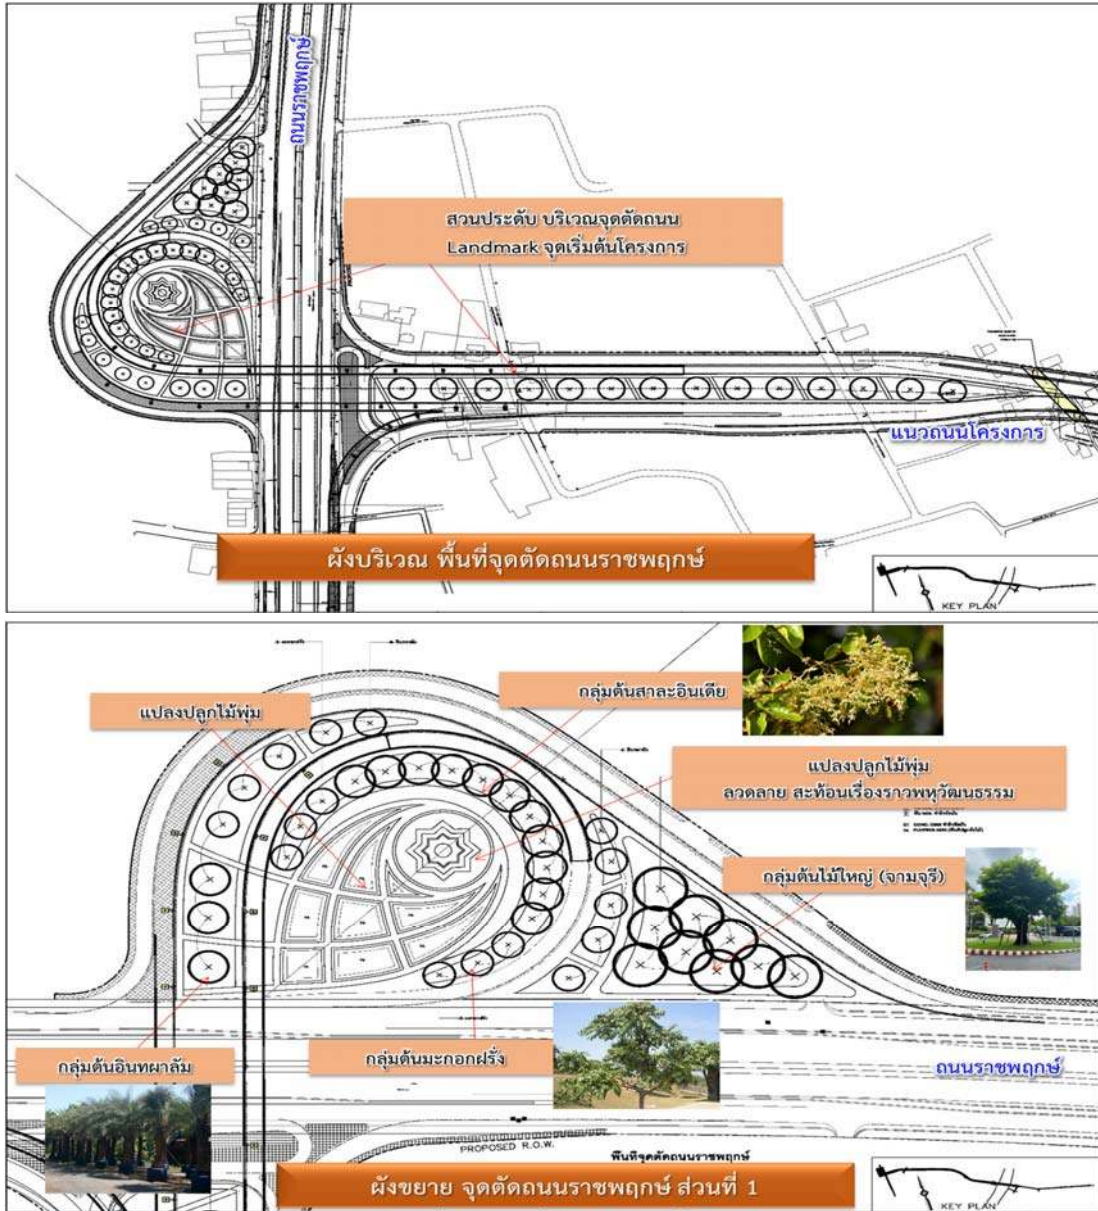 ถนนราชพฤกษ์
สวนประดับ บริเวณจุดตัดถนน
Landmark จุดเริ่มต้นโครงการ
แนวถนนโครงการ
ผังบริเวณ พื้นที่จุดตัดถนนราชพฤกษ์
KEY PLAN
กลุ่มต้นสาละอินเดีย
แปลงปลูกไม้พุ่ม
แปลงปลูกไม้พุ่ม
ลวดลาย สะท้อนเรื่องราวพหุวัฒนธรรม
กลุ่มต้นไม้ใหญ่ (จามจุรี)
กลุ่มต้นอินทผาลัม
กลุ่มต้นมะกอกฝรั่ง
ถนนราชพฤกษ์
PROPOSED R.O.W.
พื้นที่จุดตัดถนนราชพฤกษ์
ผังขยาย จุดตัดถนนราชพฤกษ์ ส่วนที่ 1
KEY PLAN